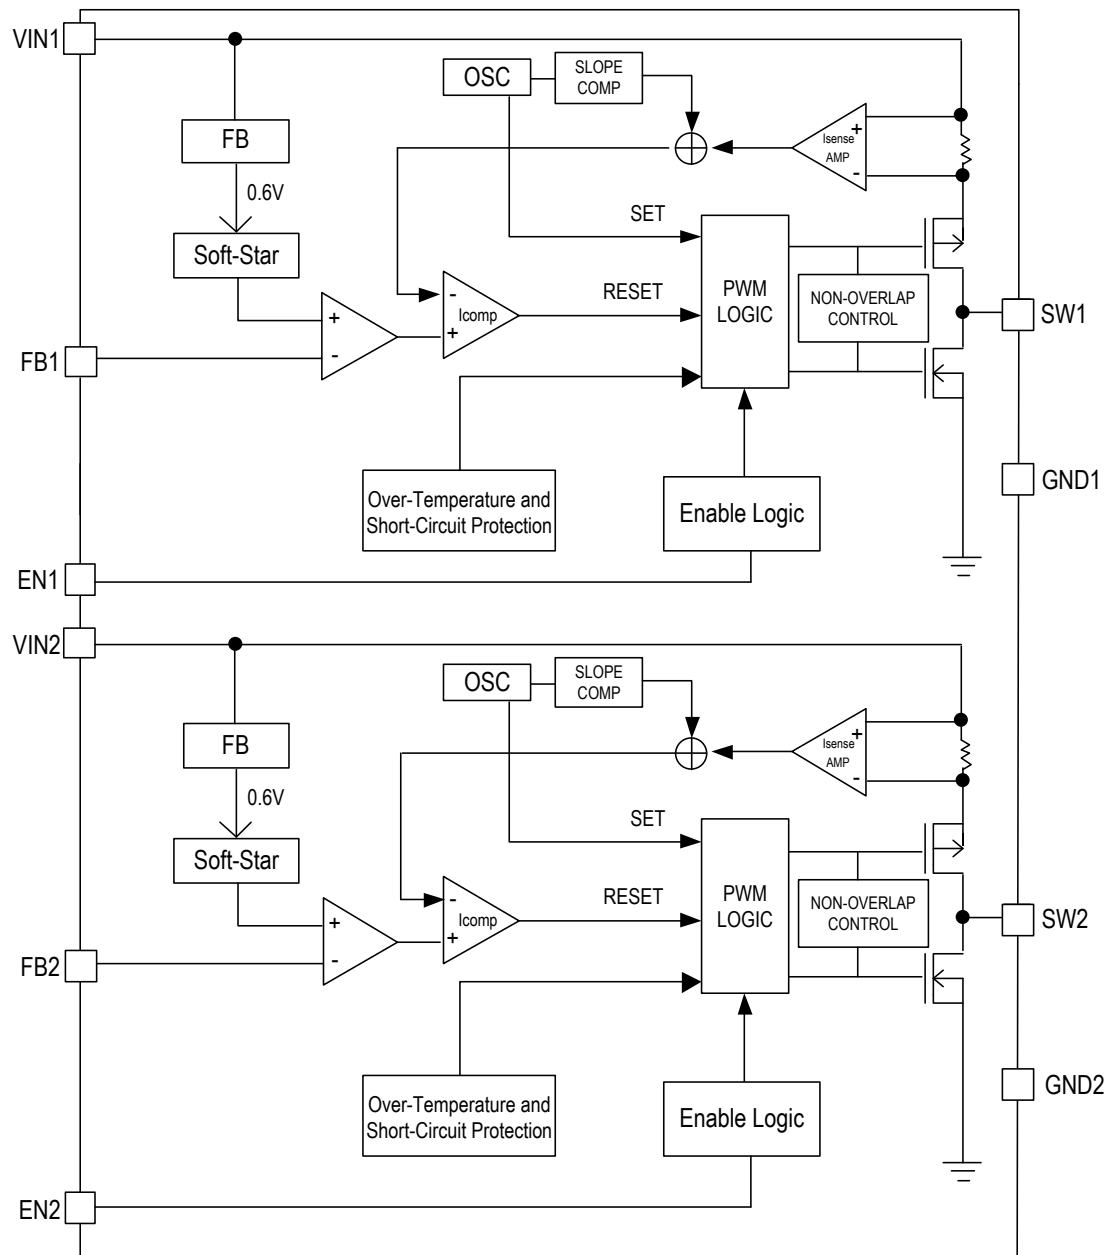 VIN1
OSC
SLOPE
COMP
FB
+
Isense
AMP
-
0.6V
SET
Soft-Star
PWM
LOGIC
RESET
NON-OVERLAP
CONTROL
-
Icomp
+
+
-
SW1
FB1
Over-Temperature and
Short-Circuit Protection
Enable Logic
GND1
EN1
VIN2
OSC
SLOPE
COMP
FB
+
Isense
AMP
-
0.6V
SET
Soft-Star
PWM
LOGIC
RESET
NON-OVERLAP
CONTROL
-
Icomp
+
+
-
SW2
FB2
Over-Temperature and
Short-Circuit Protection
Enable Logic
GND2
EN2